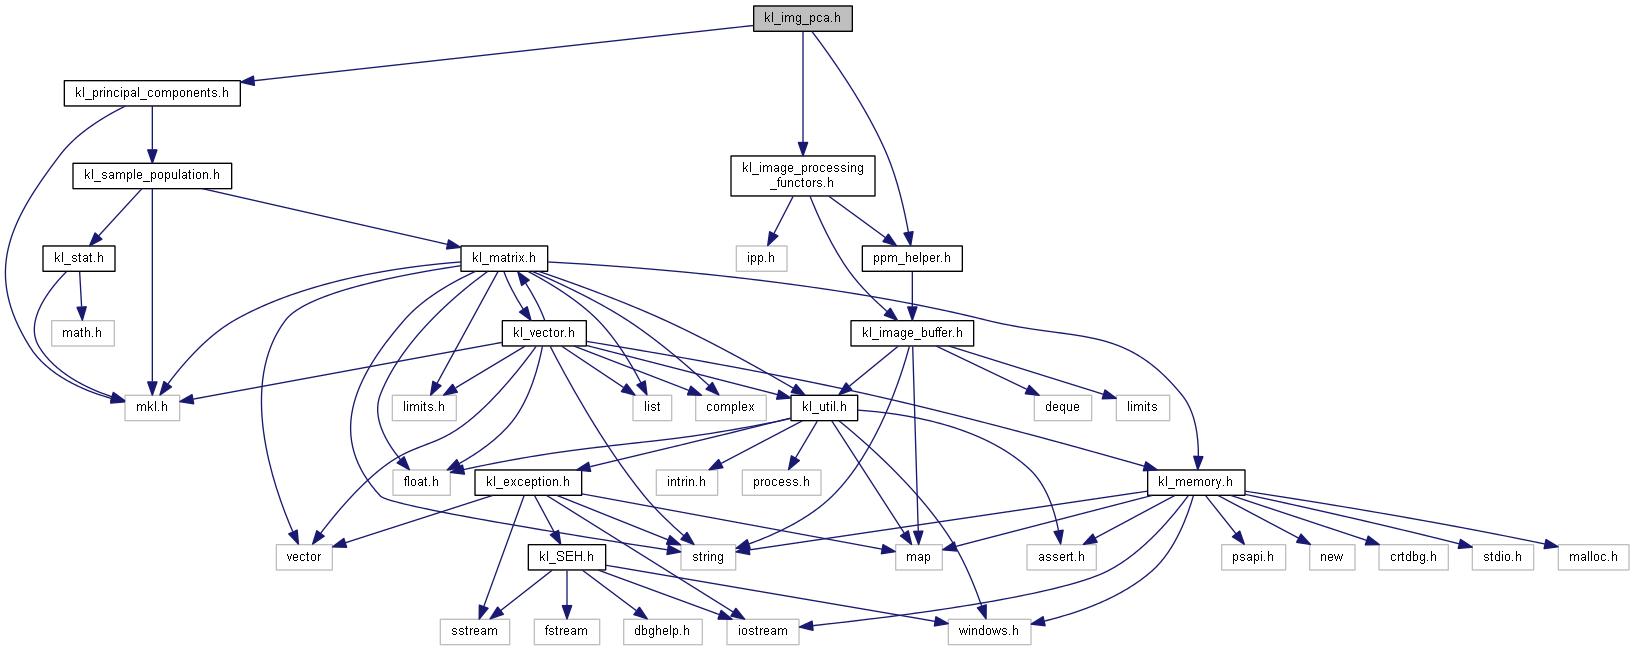 kl_img_pca.h
kl_principal_components.h
kl_image_processing
_functors.h
kl_sample_population.h
kl_stat.h
kl_matrix.h
ipp.h
ppm_helper.h
math.h
kl_vector.h
kl_image_buffer.h
mkl.h
limits.h
list
complex
kl_util.h
deque
limits
float.h
kl_exception.h
intrin.h
process.h
kl_memory.h
vector
kl_SEH.h
string
map
assert.h
psapi.h
new
crtdbg.h
stdio.h
malloc.h
sstream
fstream
dbghelp.h
iostream
windows.h